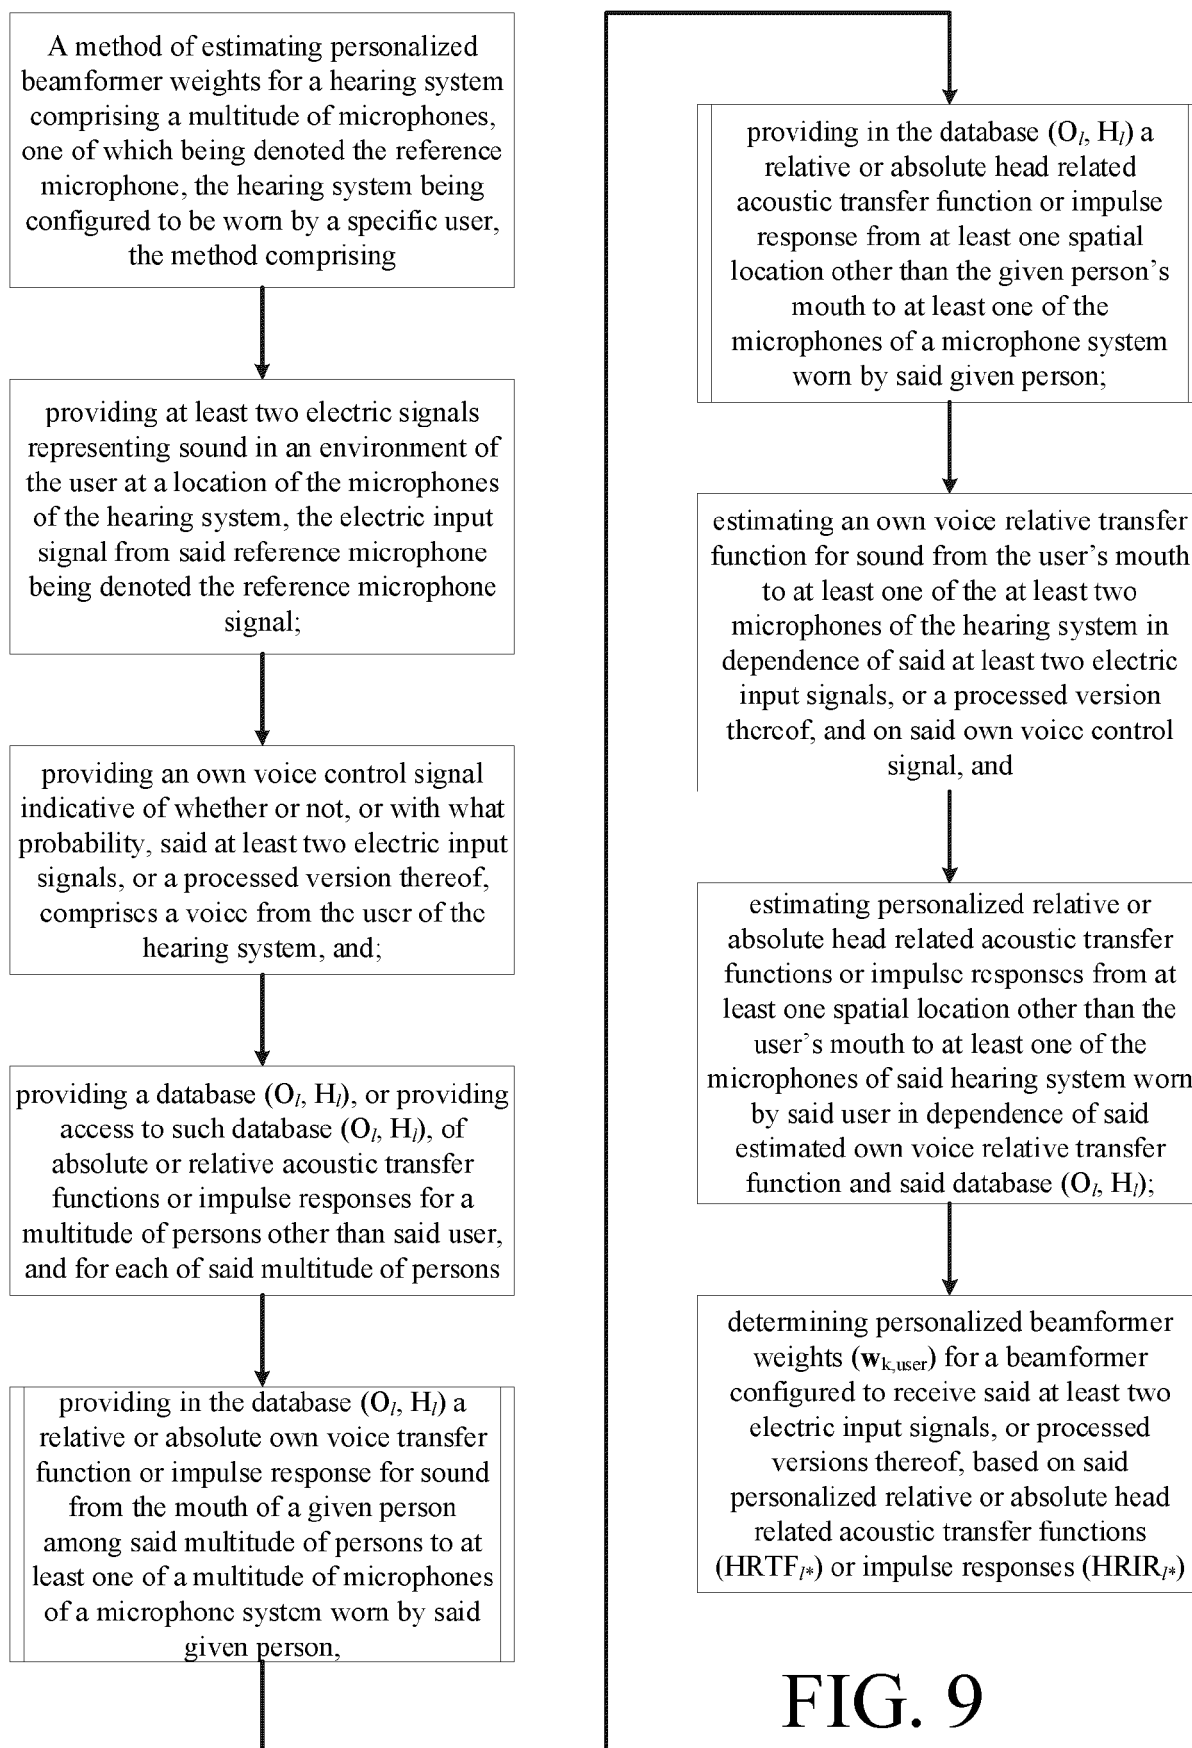 A method of estimating personalized
beamformer weights for a hearing system
comprising a multitude of microphones,
one of which being denoted the reference
microphone, the hearing system being
configured to be worn by a specific user,
the method comprising
providing at least two electric signals
representing sound in an environment of
the user at a location of the microphones
of the hearing system, the electric input
signal from said reference microphone
being denoted the reference microphone
signal;
providing an own voice control signal
indicative of whether or not, or with what
probability, said at least two electric input
signals, or a processed version thereof,
comprises a voice from the user of the
hearing system, and;
providing a database (Oₗ, Hₗ), or providing
access to such database (Oₗ, Hₗ), of
absolute or relative acoustic transfer
functions or impulse responses for a
multitude of persons other than said user,
and for each of said multitude of persons
providing in the database (Oₗ, Hₗ) a
relative or absolute own voice transfer
function or impulse response for sound
from the mouth of a given person
among said multitude of persons to at
least one of a multitude of microphones
of a microphone system worn by said
given person,
providing in the database (Oₗ, Hₗ) a
relative or absolute head related
acoustic transfer function or impulse
response from at least one spatial
location other than the given person's
mouth to at least one of the
microphones of a microphone system
worn by said given person;
estimating an own voice relative transfer
function for sound from the user's mouth
to at least one of the at least two
microphones of the hearing system in
dependence of said at least two electric
input signals, or a processed version
thereof, and on said own voice control
signal, and
estimating personalized relative or
absolute head related acoustic transfer
functions or impulse responses from at
least one spatial location other than the
user's mouth to at least one of the
microphones of said hearing system worn
by said user in dependence of said
estimated own voice relative transfer
function and said database (Oₗ, Hₗ);
determining personalized beamformer
weights (w_k,user) for a beamformer
configured to receive said at least two
electric input signals, or processed
versions thereof, based on said
personalized relative or absolute head
related acoustic transfer functions
(HRTFₗ*) or impulse responses (HRIRₗ*)
FIG. 9